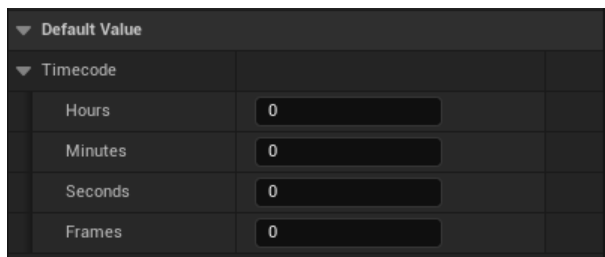 Default Value
Timecode
Hours 0
Minutes 0
Seconds 0
Frames 0